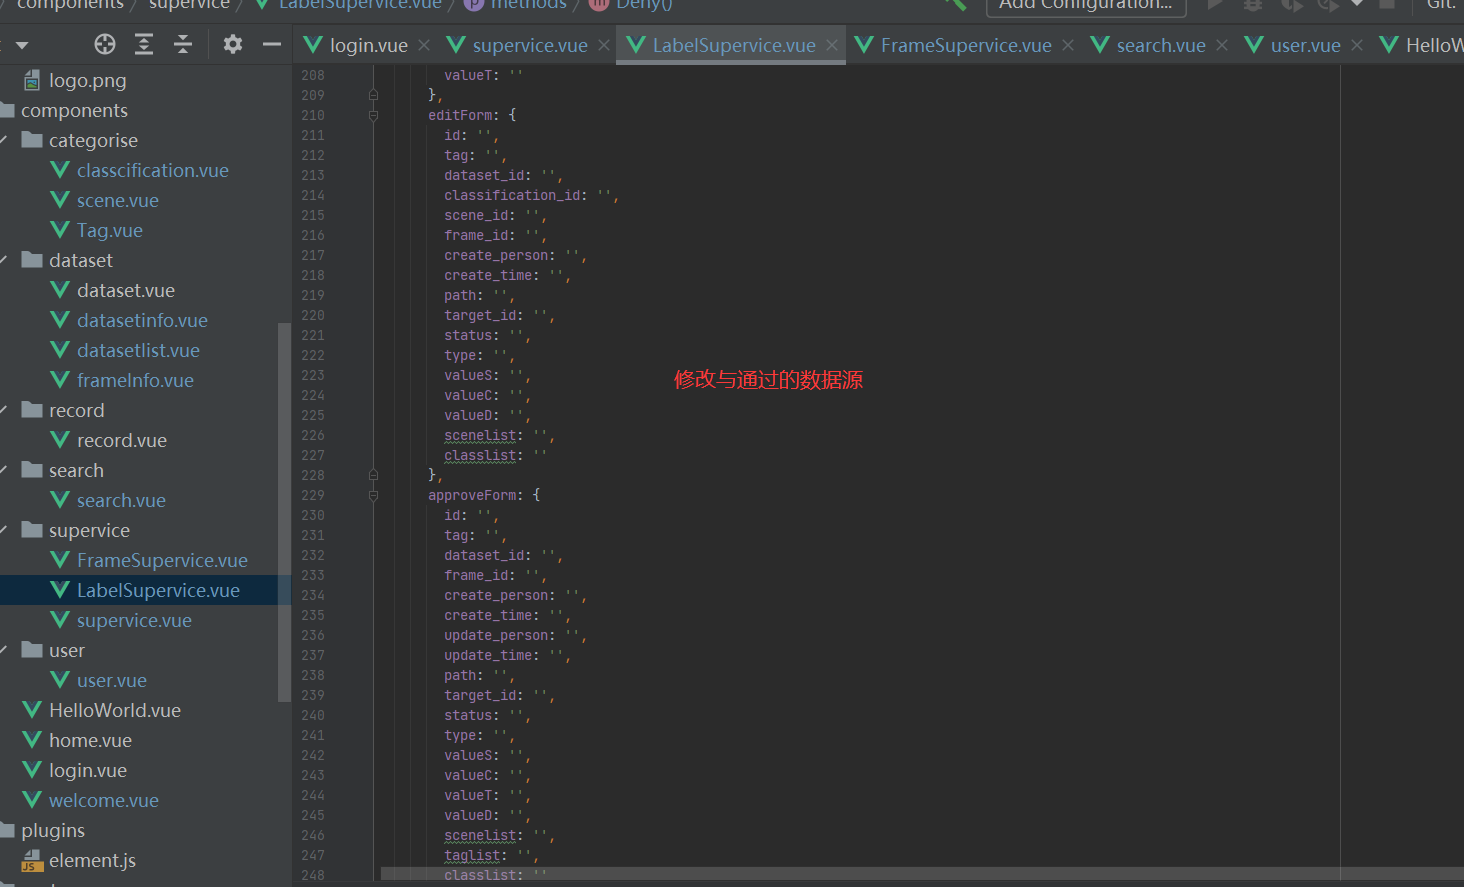 components / supervice / LabelSupervice.vue / methods / Deny()
Add Configuration...
Git:
login.vue
supervice.vue
LabelSupervice.vue
FrameSupervice.vue
search.vue
user.vue
HelloW
logo.png
components
categorise
classcification.vue
scene.vue
Tag.vue
dataset
dataset.vue
datasetinfo.vue
datasetlist.vue
frameInfo.vue
record
record.vue
search
search.vue
supervice
FrameSupervice.vue
LabelSupervice.vue
supervice.vue
user
user.vue
HelloWorld.vue
home.vue
login.vue
welcome.vue
plugins
element.js
208 valueT: ''
209 },
210 editForm: {
211 id: '',
212 tag: '',
213 dataset_id: '',
214 classification_id: '',
215 scene_id: '',
216 frame_id: '',
217 create_person: '',
218 create_time: '',
219 path: '',
220 target_id: '',
221 status: '',
222 type: '',
223 valueS: '',
224 valueC: '',
225 valueD: '',
226 scenelist: '',
227 classlist: ''
228 },
229 approveForm: {
230 id: '',
231 tag: '',
232 dataset_id: '',
233 frame_id: '',
234 create_person: '',
235 create_time: '',
236 update_person: '',
237 update_time: '',
238 path: '',
239 target_id: '',
240 status: '',
241 type: '',
242 valueS: '',
243 valueC: '',
244 valueT: '',
245 valueD: '',
246 scenelist: '',
247 taglist: '',
248 classlist: ''
修改与通过的数据源